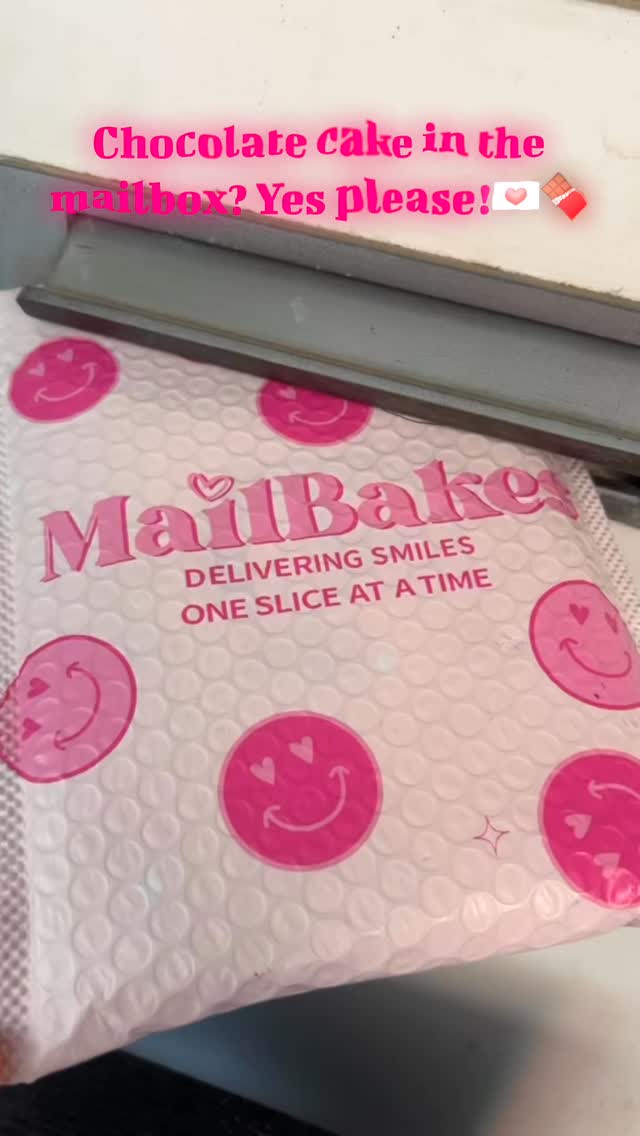 Chocolate cake in the
mailbox? Yes please!💌🍫
MailBakes
DELIVERING SMILES
ONE SLICE AT A TIME